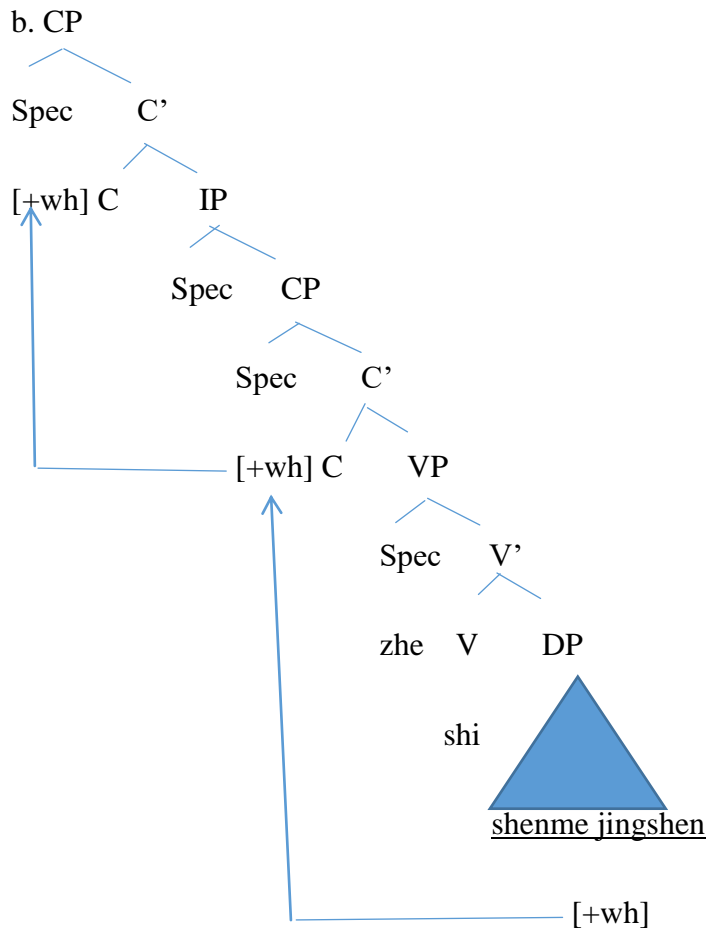 b. CP
Spec C’
[+wh] C IP
Spec CP
Spec C’
[+wh] C VP
Spec V’
zhe V DP
shi
shenme jingshen
[+wh]